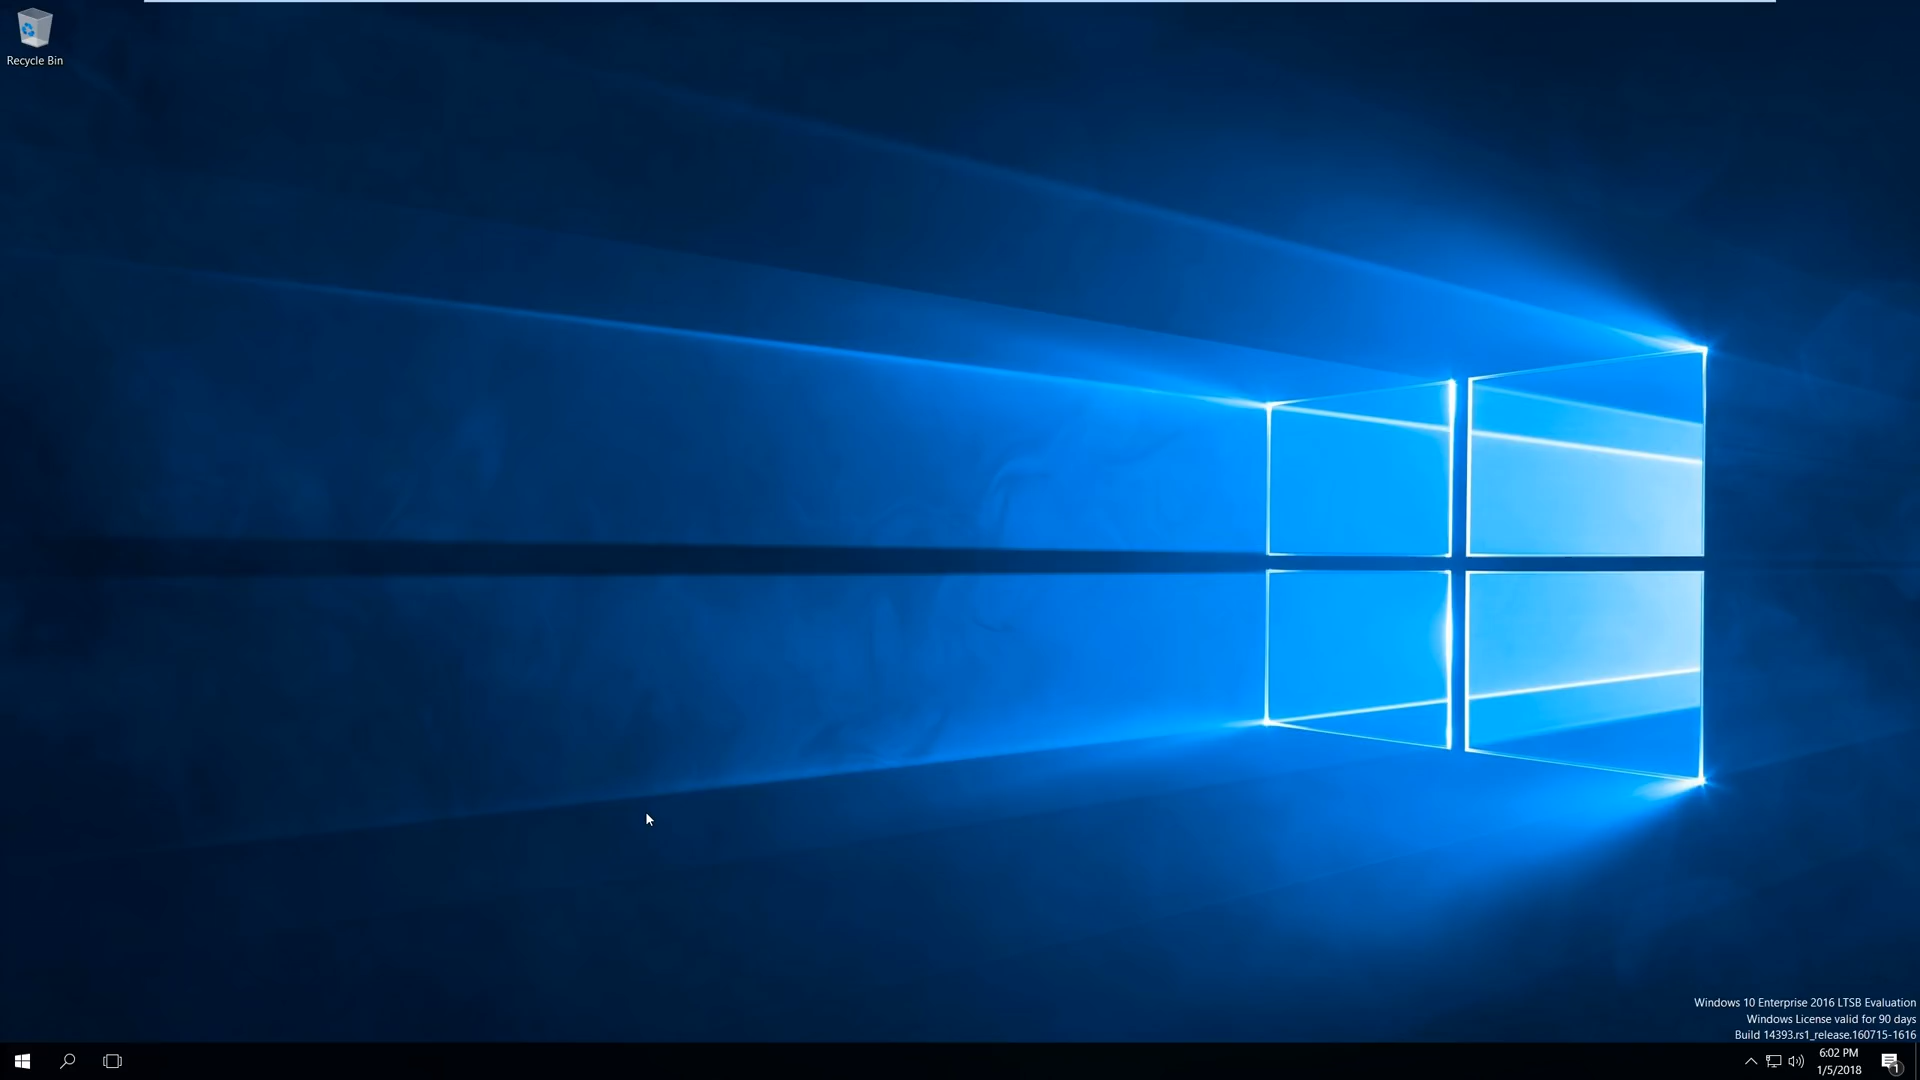 Recycle Bin
Windows 10 Enterprise 2016 LTSB Evaluation
Windows License valid for 90 days
Build 14393.rs1_release.160715-1616
6:02 PM
1/5/2018
1